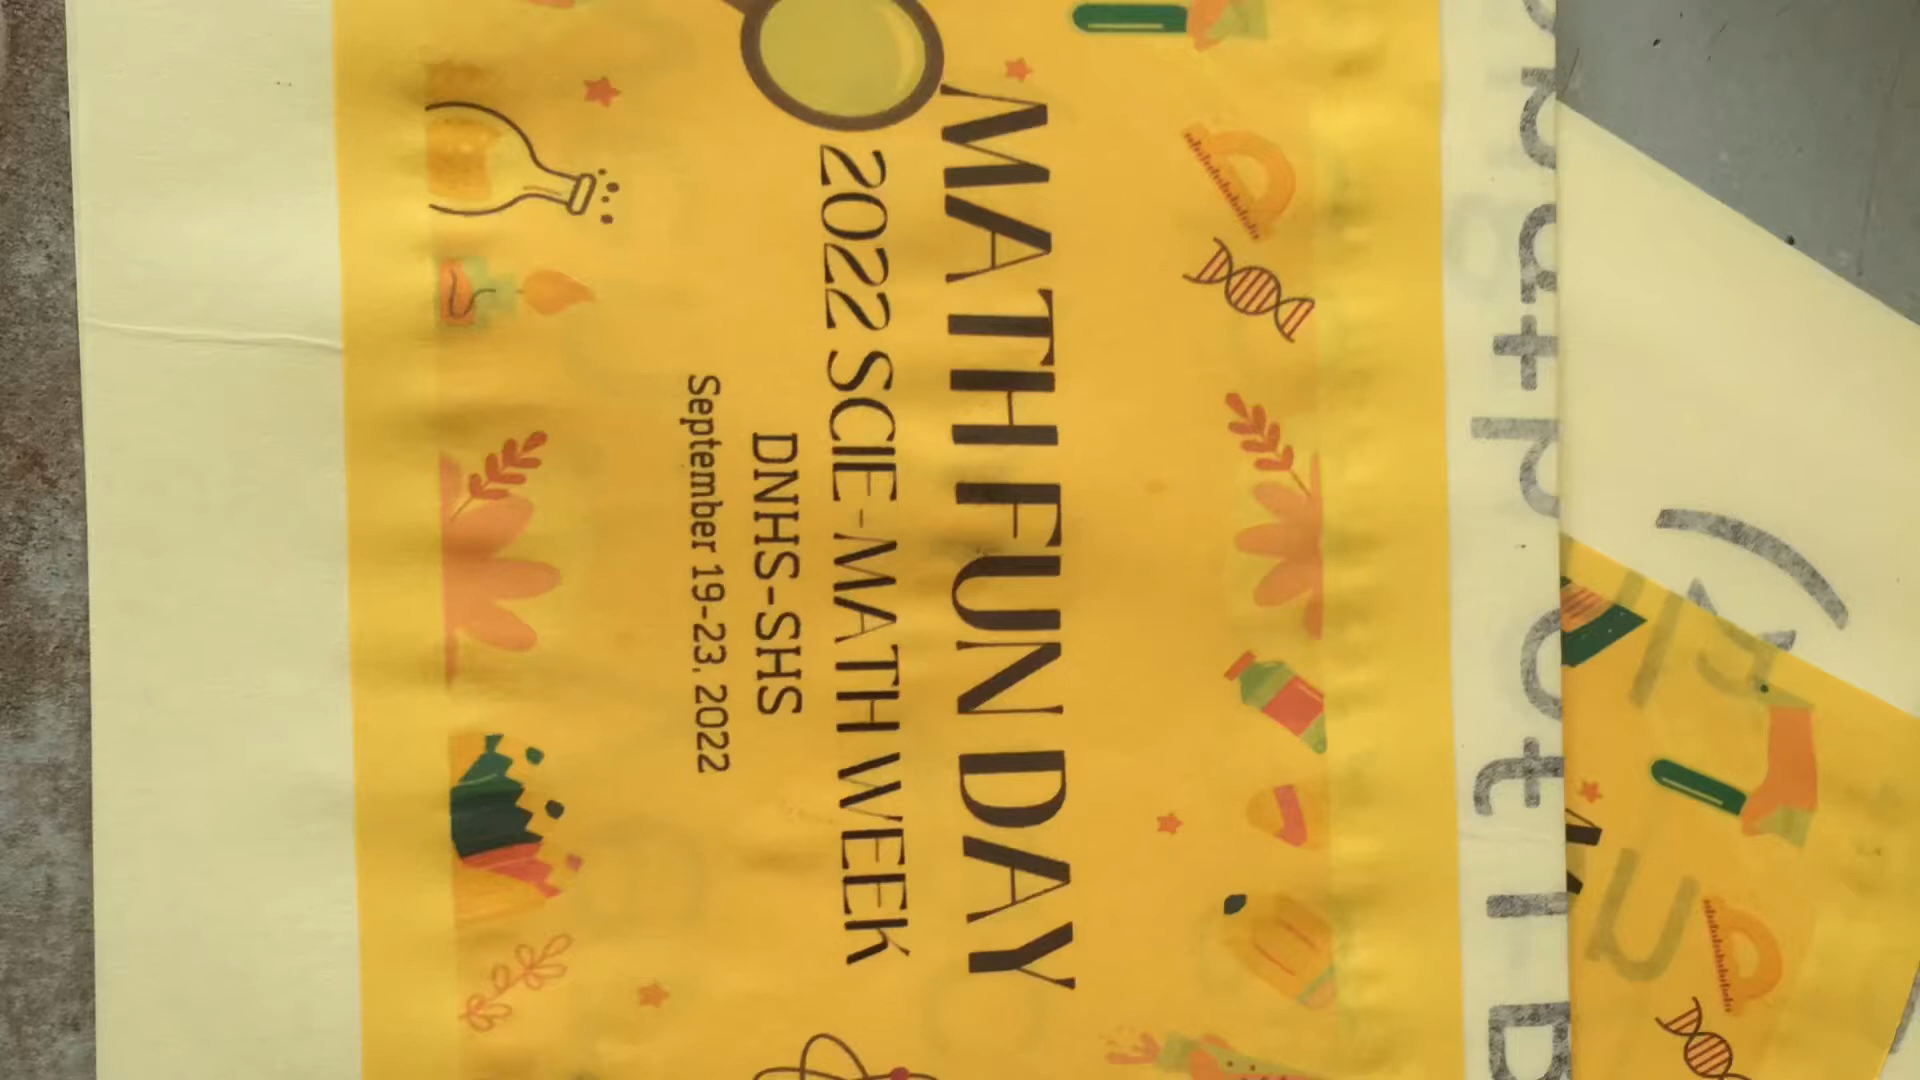 MATH FUN DAY
2022 SCIE-MATH WEEK
DNHS-SHS
September 19-23, 2022